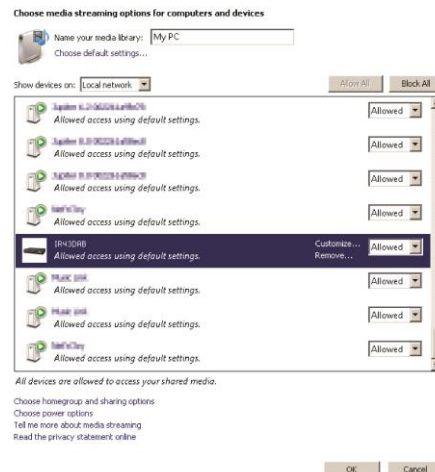 Choose media streaming options for computers and devices
Name your media library: My PC
Choose default settings...
Show devices on: Local network Allow All Block All
Allowed access using default settings. Allowed
Allowed access using default settings. Allowed
Allowed access using default settings. Allowed
Allowed access using default settings. Allowed
IR43DAB Customize...
Allowed access using default settings. Remove... Allowed
Allowed access using default settings. Allowed
Allowed access using default settings. Allowed
Allowed access using default settings. Allowed
All devices are allowed to access your shared media.
Choose homegroup and sharing options
Choose power options
Tell me more about media streaming
Read the privacy statement online
OK Cancel